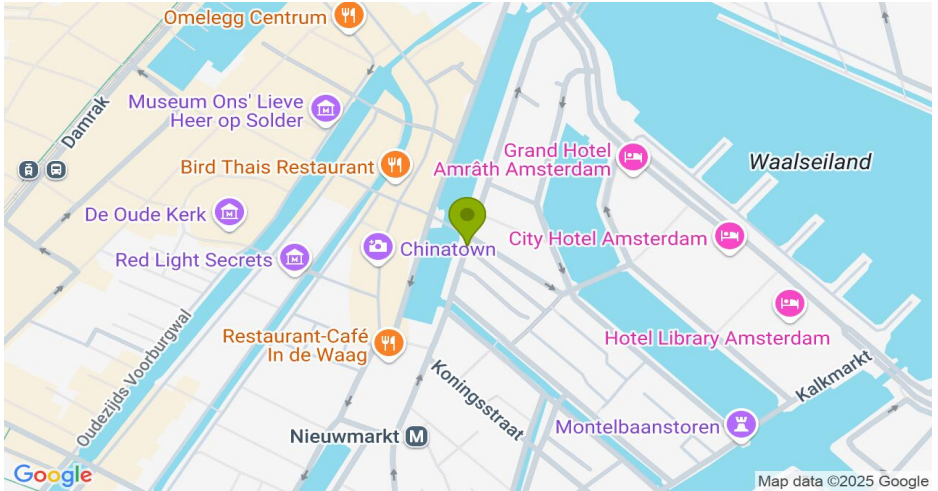 Omelegg Centrum
Damrak
Museum Ons' Lieve
Heer op Solder
Bird Thais Restaurant
Grand Hotel
Amrâth Amsterdam
Waalseiland
De Oude Kerk
Chinatown
City Hotel Amsterdam
Red Light Secrets
Restaurant-Café
In de Waag
Hotel Library Amsterdam
Oudezijds Voorburgwal
Koningsstraat
Kalkmarkt
Nieuwmarkt M
Montelbaanstoren
Google
Map data ©2025 Google